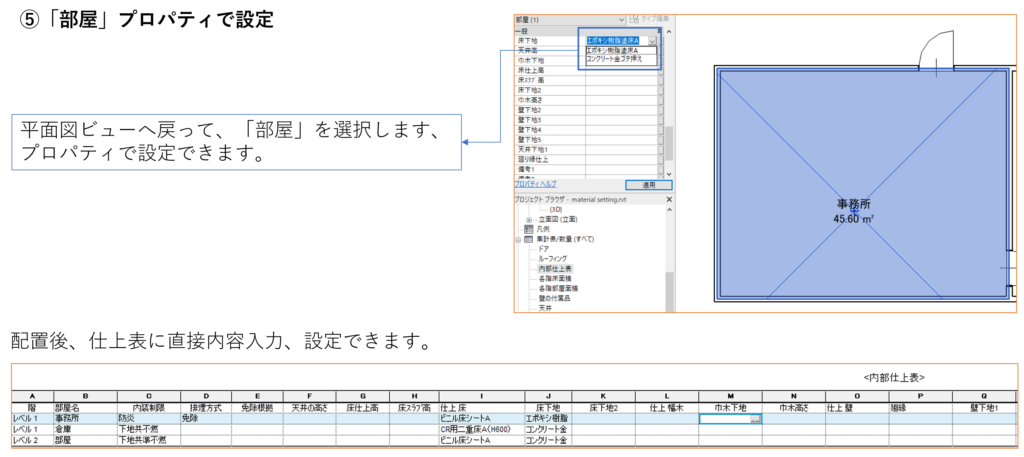 ⑤「部屋」プロパティで設定
平面図ビューへ戻って、「部屋」を選択します、
プロパティで設定できます。
部屋 (1)
タイプ編集
一般
床下地
エポキシ樹脂塗床A
天井高
エポキシ樹脂塗床A
巾木下地
コンクリート金ゴテ押え
床仕上高
床ｽﾗﾌﾞ高
床下地2
巾木高さ
壁下地2
壁下地3
壁下地4
壁下地5
天井下地1
廻り縁仕上
備考1
プロパティヘルプ
適用
プロジェクト ブラウザ - material setting.rvt
{3D}
立面図 (立面)
凡例
集計表/数量 (すべて)
ドア
ルーフィング
内部仕上表
各階床面積
各階部屋面積
壁の付属品
天井
事務所
45.60 ㎡
配置後、仕上表に直接内容入力、設定できます。
<内部仕上表>
A B C D E F G H I J K L M N O P Q
階 部屋名 内装制限 排煙方式 免除根拠 天井の高さ 床仕上高 床ｽﾗﾌﾞ高 仕上 床 床下地 床下地2 仕上 幅木 巾木下地 巾木高さ 仕上 壁 廻縁 壁下地1
レベル 1 事務所 防炎 免除 ビニル床シートA エポキシ樹脂
レベル 1 倉庫 下地共不燃 CR用二重床A(H600) コンクリート金
レベル 2 部屋 下地共準不燃 ビニル床シートA コンクリート金